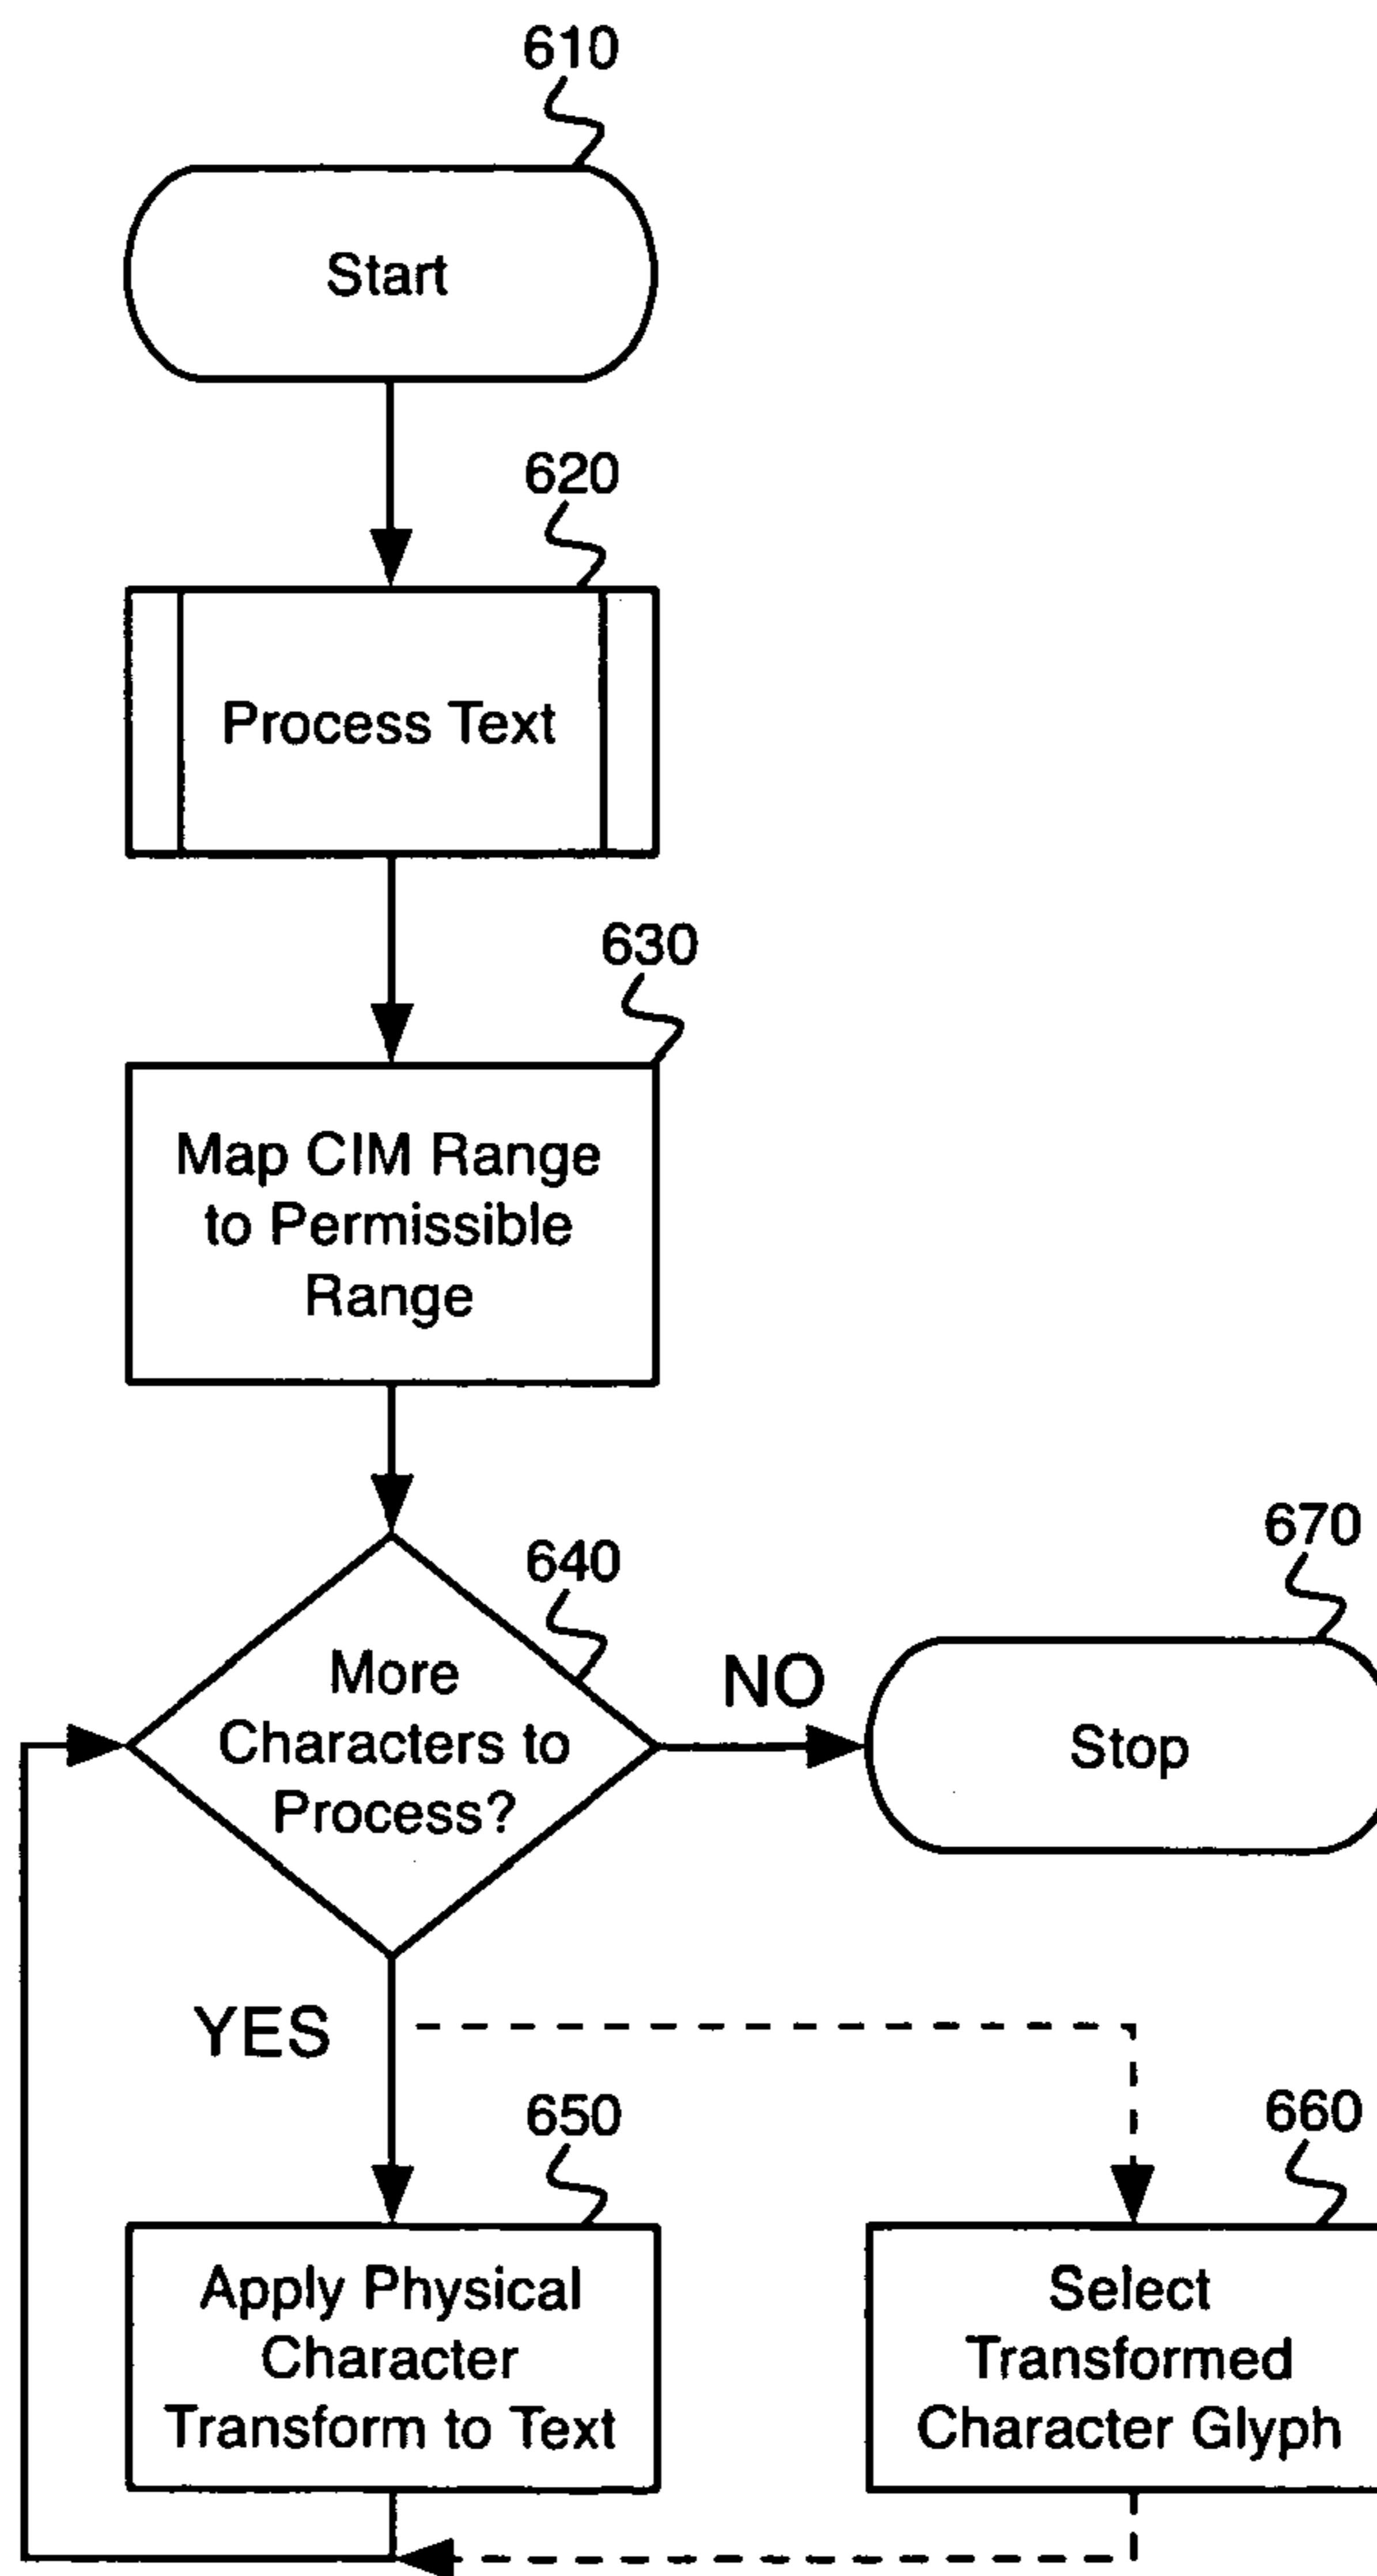 610
Start
620
Process Text
630
Map CIM Range
to Permissible
Range
640
More
Characters to
Process?
NO
670
Stop
YES
650
Apply Physical
Character
Transform to Text
660
Select
Transformed
Character Glyph